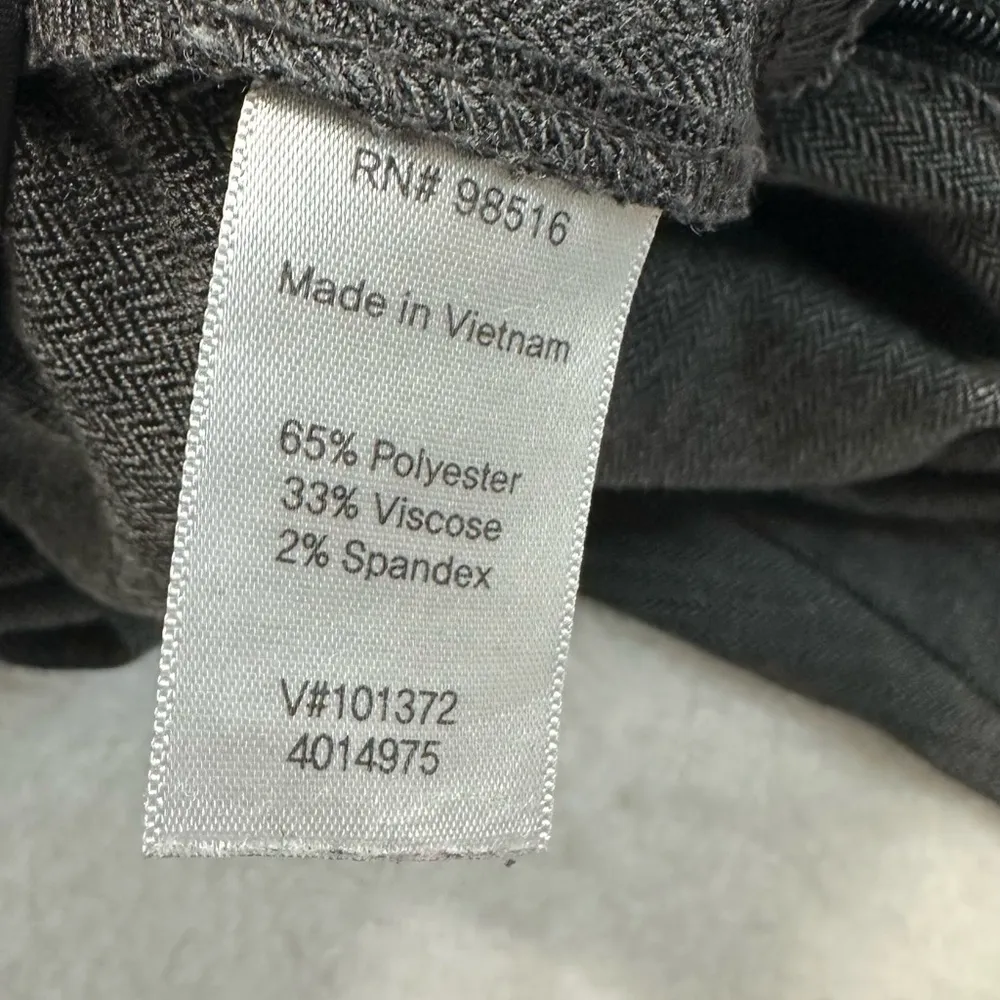 RN# 98516
Made in Vietnam
65% Polyester
33% Viscose
2% Spandex
V#101372
4014975